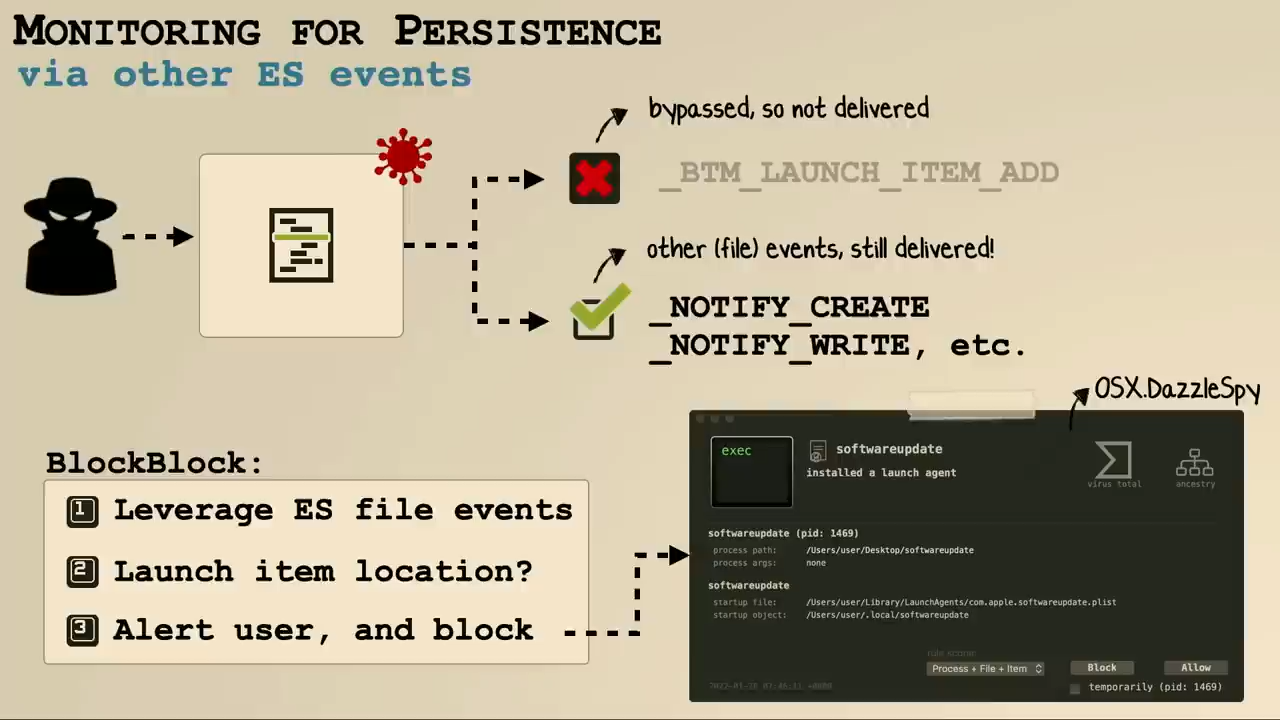 Monitoring for Persistence
via other ES events
bypassed, so not delivered
_BTM_LAUNCH_ITEM_ADD
other (file) events, still delivered!
_NOTIFY_CREATE
_NOTIFY_WRITE, etc.
OSX.DazzleSpy
BlockBlock:
1 Leverage ES file events
2 Launch item location?
3 Alert user, and block
exec
softwareupdate
installed a launch agent
virus total
ancestry
softwareupdate (pid: 1469)
process path: /Users/user/Desktop/softwareupdate
process args: none
softwareupdate
startup file: /Users/user/Library/LaunchAgents/com.apple.softwareupdate.plist
startup object: /Users/user/.local/softwareupdate
rule scope:
Process + File + Item
Block
Allow
temporarily (pid: 1469)